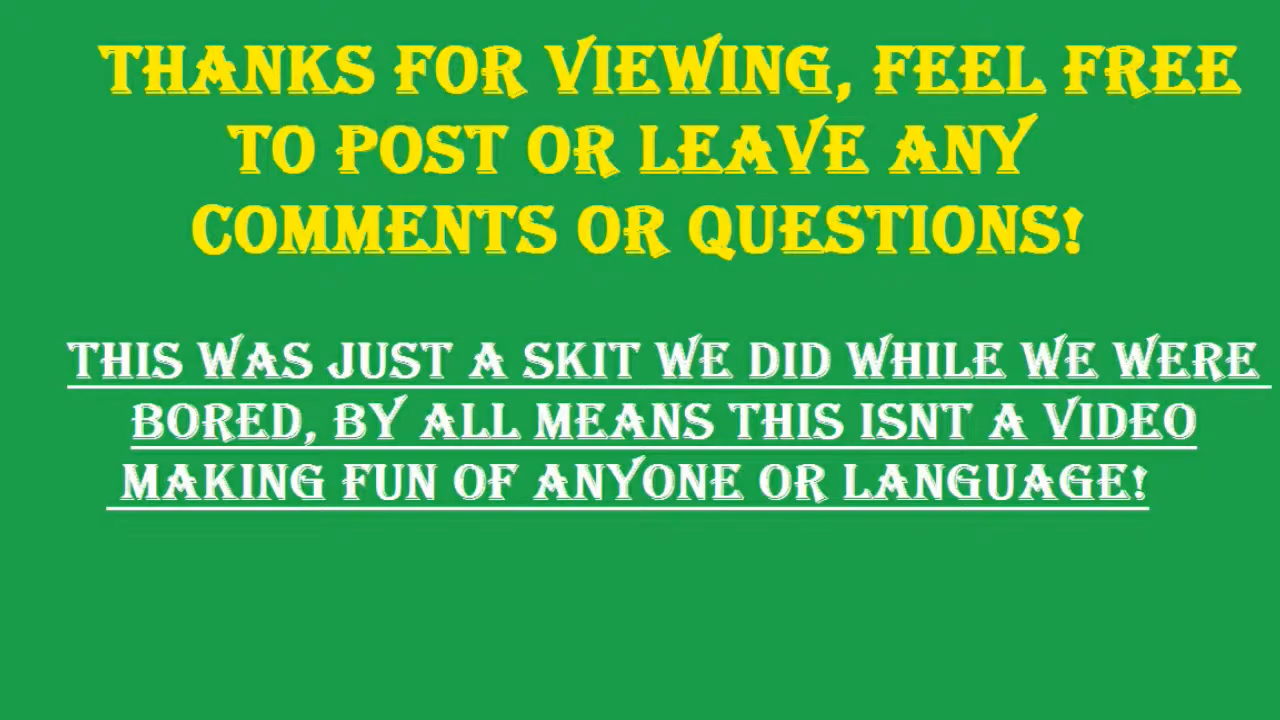 THANKS FOR VIEWING, FEEL FREE
TO POST OR LEAVE ANY
COMMENTS OR QUESTIONS!
THIS WAS JUST A SKIT WE DID WHILE WE WERE
BORED, BY ALL MEANS THIS ISNT A VIDEO
MAKING FUN OF ANYONE OR LANGUAGE!